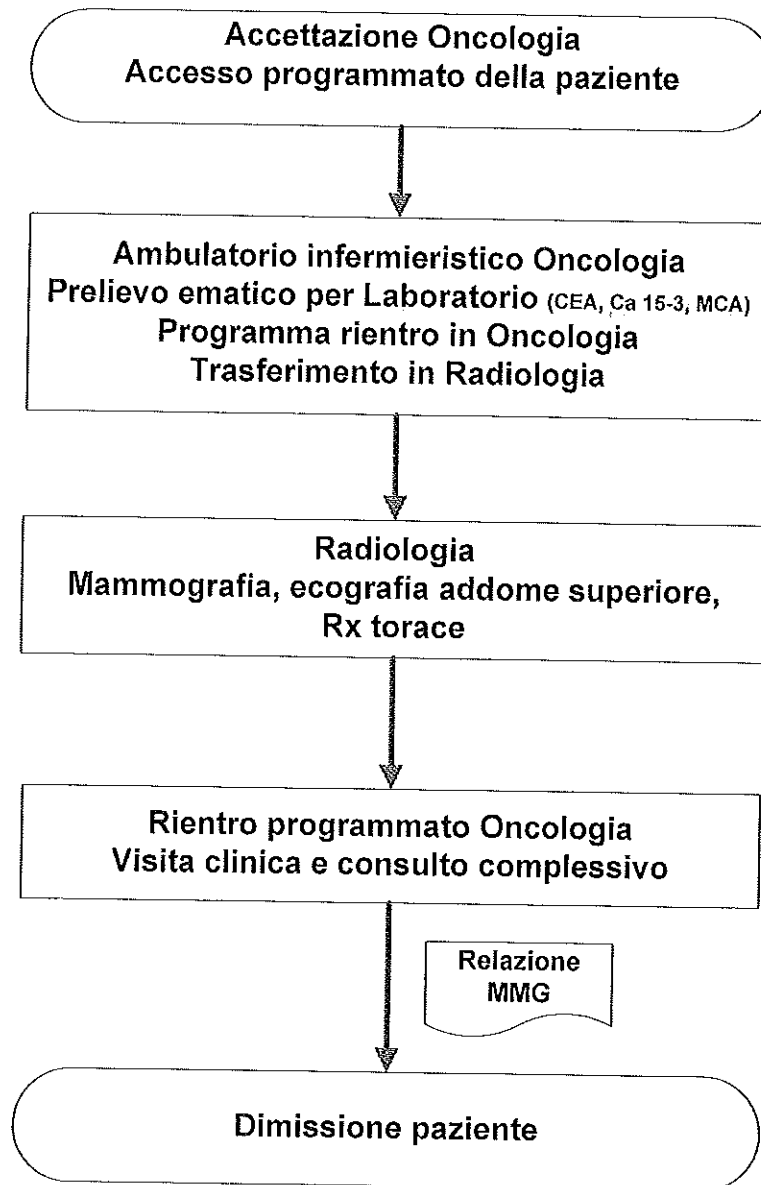 Accettazione Oncologia
Accesso programmato della paziente
Ambulatorio infermieristico Oncologia
Prelievo ematico per Laboratorio (CEA, Ca 15-3, MCA)
Programma rientro in Oncologia
Trasferimento in Radiologia
Radiologia
Mammografia, ecografia addome superiore,
Rx torace
Rientro programmato Oncologia
Visita clinica e consulto complessivo
Relazione
MMG
Dimissione paziente